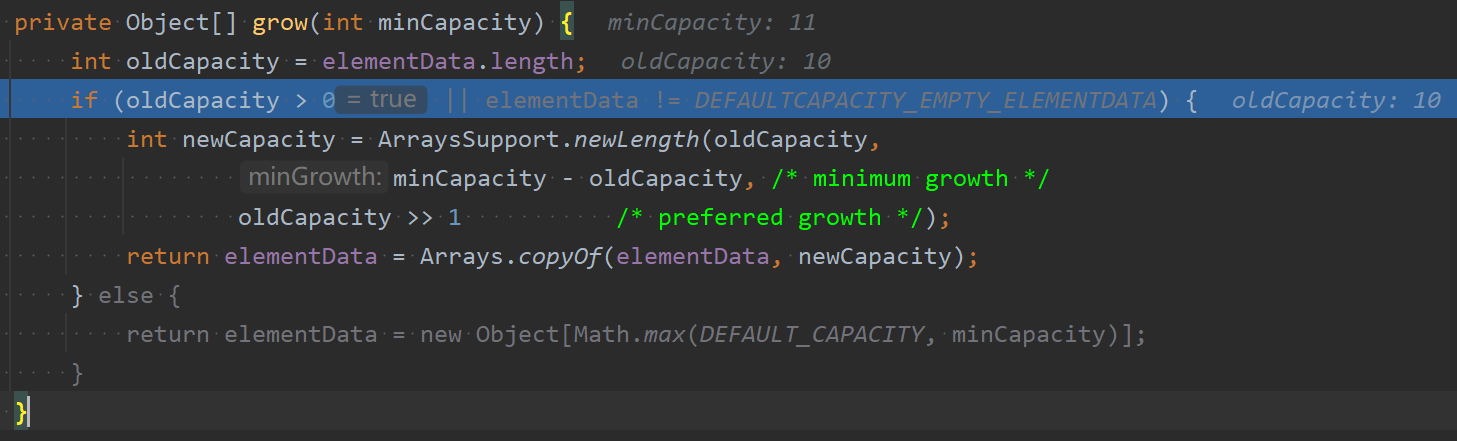 private Object[] grow(int minCapacity) { minCapacity: 11
int oldCapacity = elementData.length; oldCapacity: 10
if (oldCapacity > 0 = true || elementData != DEFAULTCAPACITY_EMPTY_ELEMENTDATA) { oldCapacity: 10
int newCapacity = ArraysSupport.newLength(oldCapacity,
minGrowth: minCapacity - oldCapacity, /* minimum growth */
oldCapacity >> 1 /* preferred growth */);
return elementData = Arrays.copyOf(elementData, newCapacity);
} else {
return elementData = new Object[Math.max(DEFAULT_CAPACITY, minCapacity)];
}
}